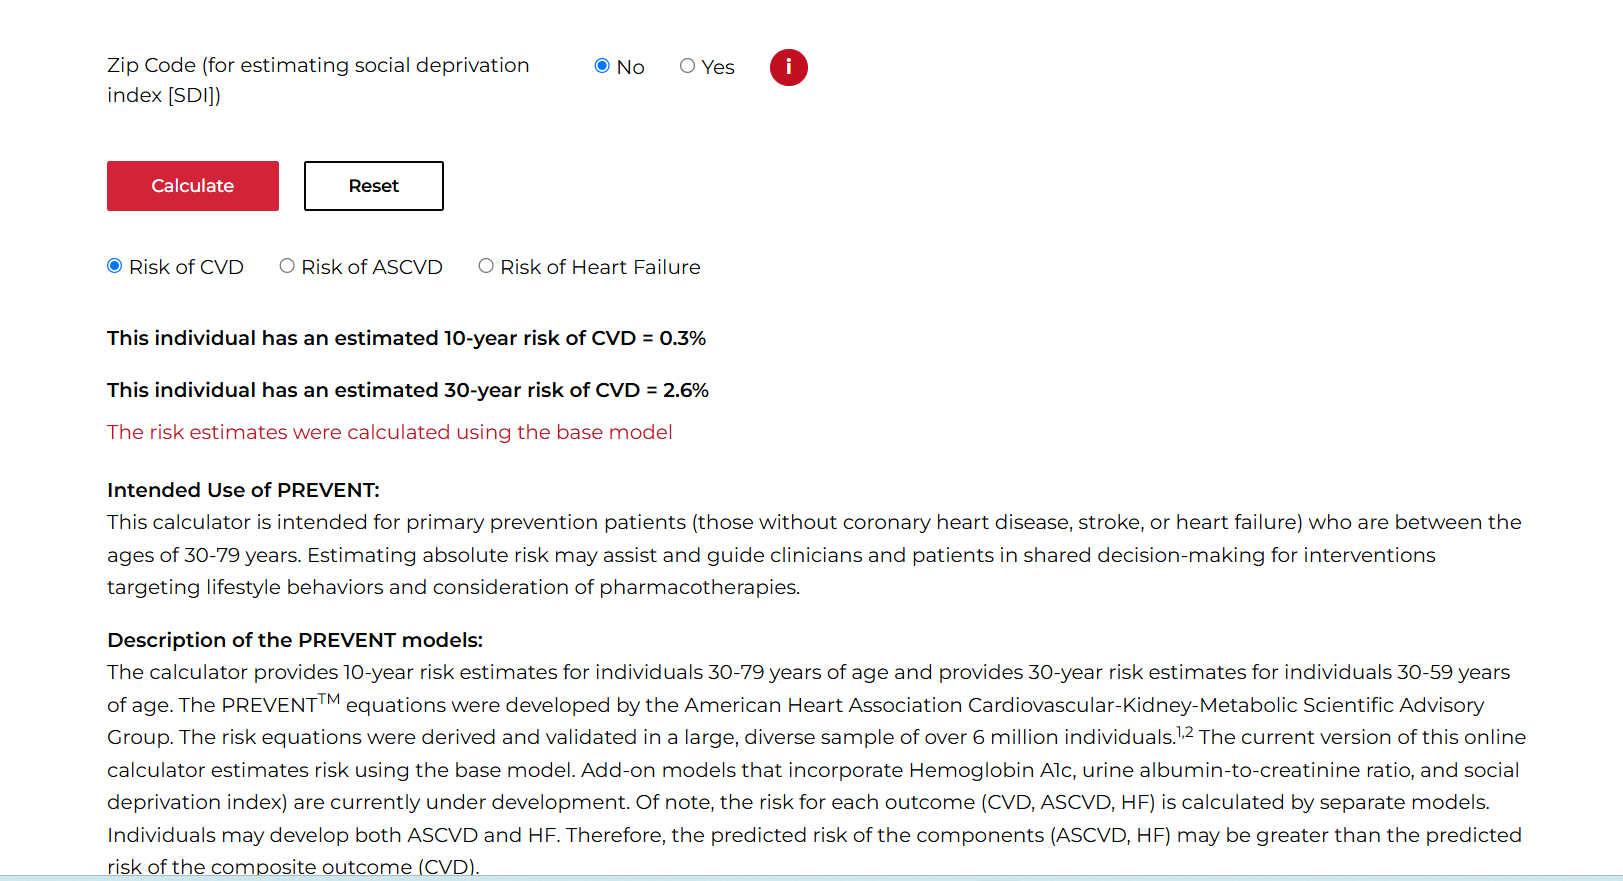 Zip Code (for estimating social deprivation
index [SDI])
No Yes i
Calculate Reset
Risk of CVD Risk of ASCVD Risk of Heart Failure
This individual has an estimated 10-year risk of CVD = 0.3%
This individual has an estimated 30-year risk of CVD = 2.6%
The risk estimates were calculated using the base model
Intended Use of PREVENT:
This calculator is intended for primary prevention patients (those without coronary heart disease, stroke, or heart failure) who are between the
ages of 30-79 years. Estimating absolute risk may assist and guide clinicians and patients in shared decision-making for interventions
targeting lifestyle behaviors and consideration of pharmacotherapies.
Description of the PREVENT models:
The calculator provides 10-year risk estimates for individuals 30-79 years of age and provides 30-year risk estimates for individuals 30-59 years
of age. The PREVENT™ equations were developed by the American Heart Association Cardiovascular-Kidney-Metabolic Scientific Advisory
Group. The risk equations were derived and validated in a large, diverse sample of over 6 million individuals.¹,² The current version of this online
calculator estimates risk using the base model. Add-on models that incorporate Hemoglobin A1c, urine albumin-to-creatinine ratio, and social
deprivation index) are currently under development. Of note, the risk for each outcome (CVD, ASCVD, HF) is calculated by separate models.
Individuals may develop both ASCVD and HF. Therefore, the predicted risk of the components (ASCVD, HF) may be greater than the predicted
risk of the composite outcome (CVD).